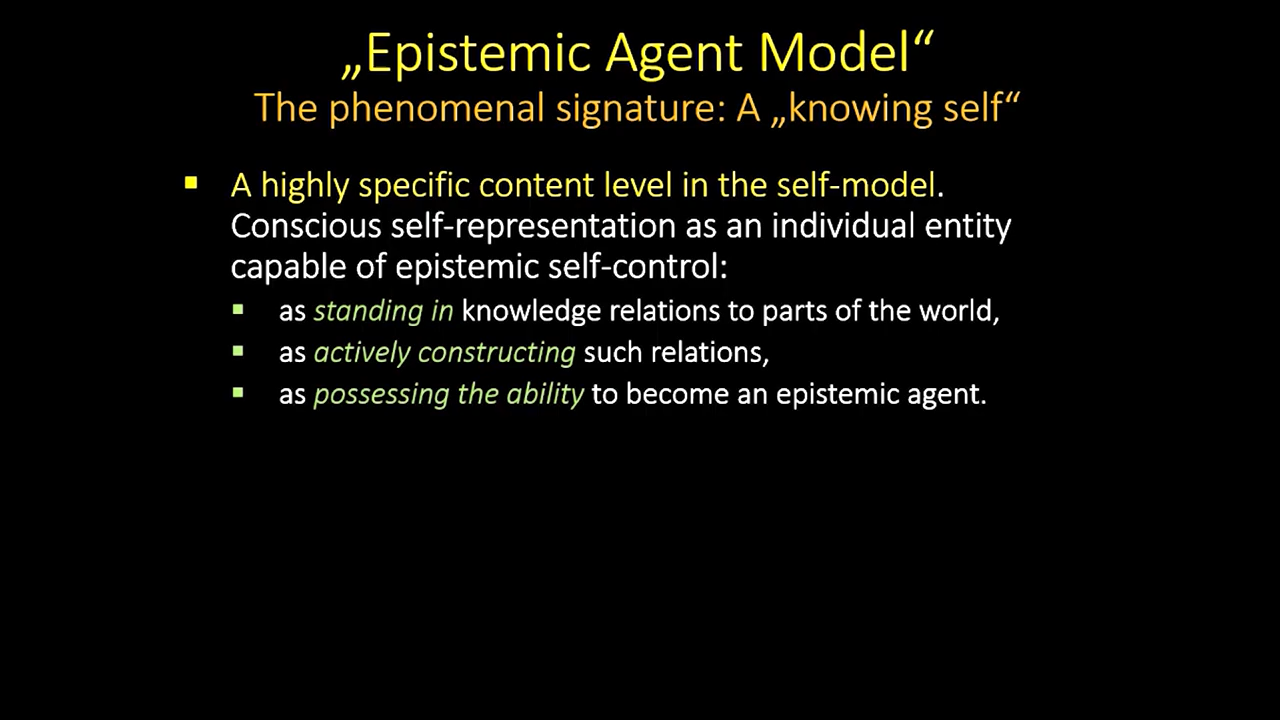 „Epistemic Agent Model“
The phenomenal signature: A „knowing self“
▪ A highly specific content level in the self-model.
Conscious self-representation as an individual entity
capable of epistemic self-control:
▪ as standing in knowledge relations to parts of the world,
▪ as actively constructing such relations,
▪ as possessing the ability to become an epistemic agent.